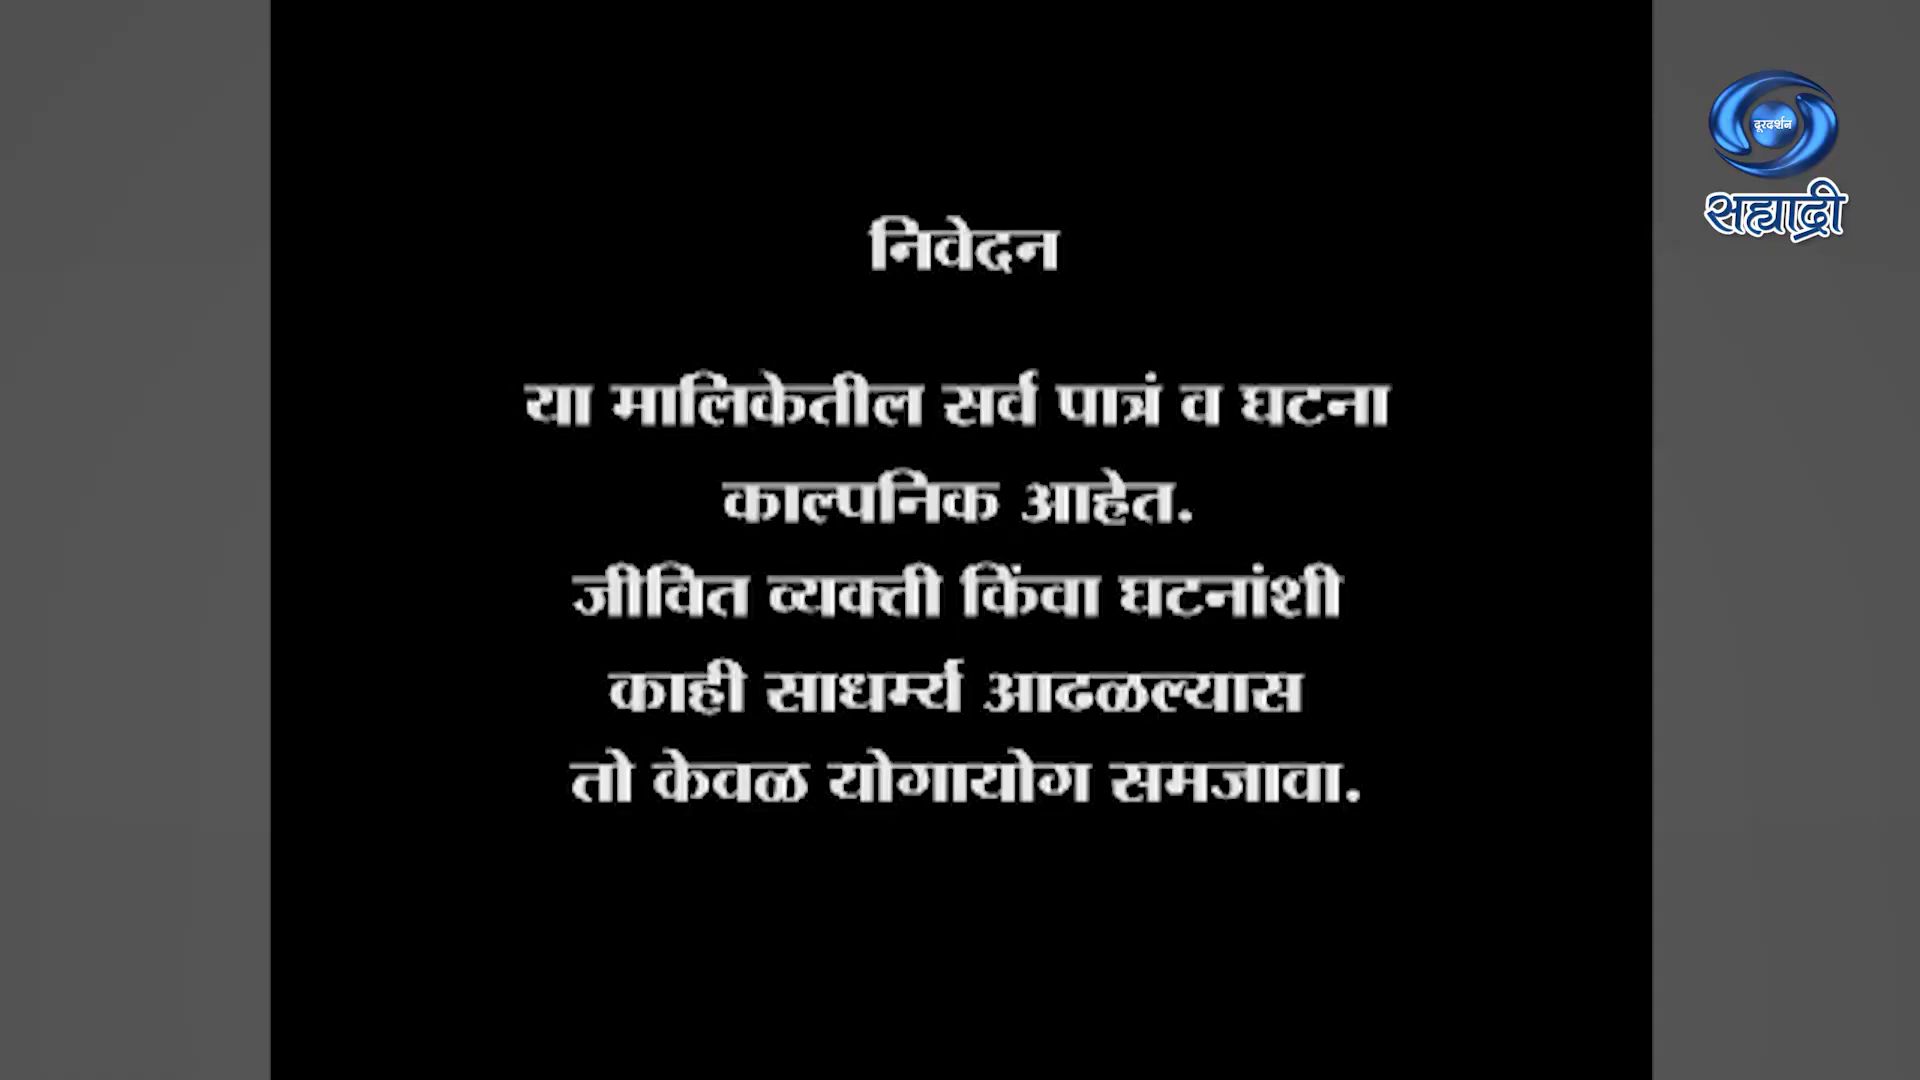 दूरदर्शन
सह्याद्री
निवेदन
या मालिकेतील सर्व पात्रं व घटना
काल्पनिक आहेत.
जीवित व्यक्ती किंवा घटनांशी
काही साधर्म्य आढळल्यास
तो केवळ योगायोग समजावा.